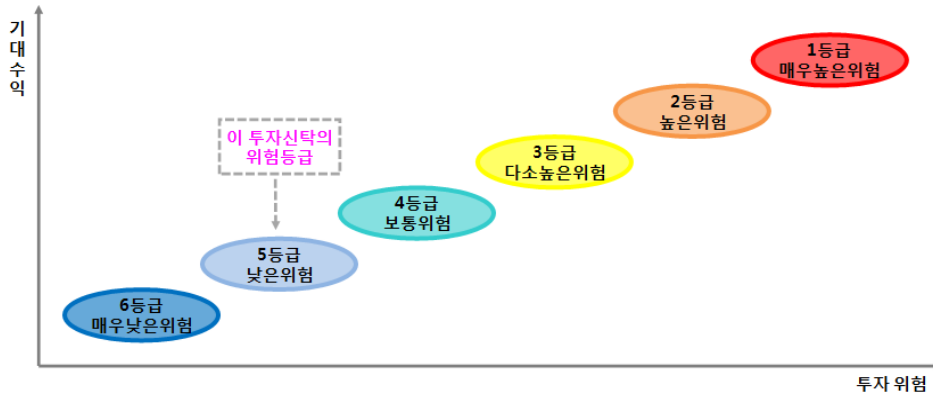 기대수익
1등급
매우높은위험
2등급
높은위험
이 투자신탁의
위험등급
3등급
다소높은위험
4등급
보통위험
5등급
낮은위험
6등급
매우낮은위험
투자 위험